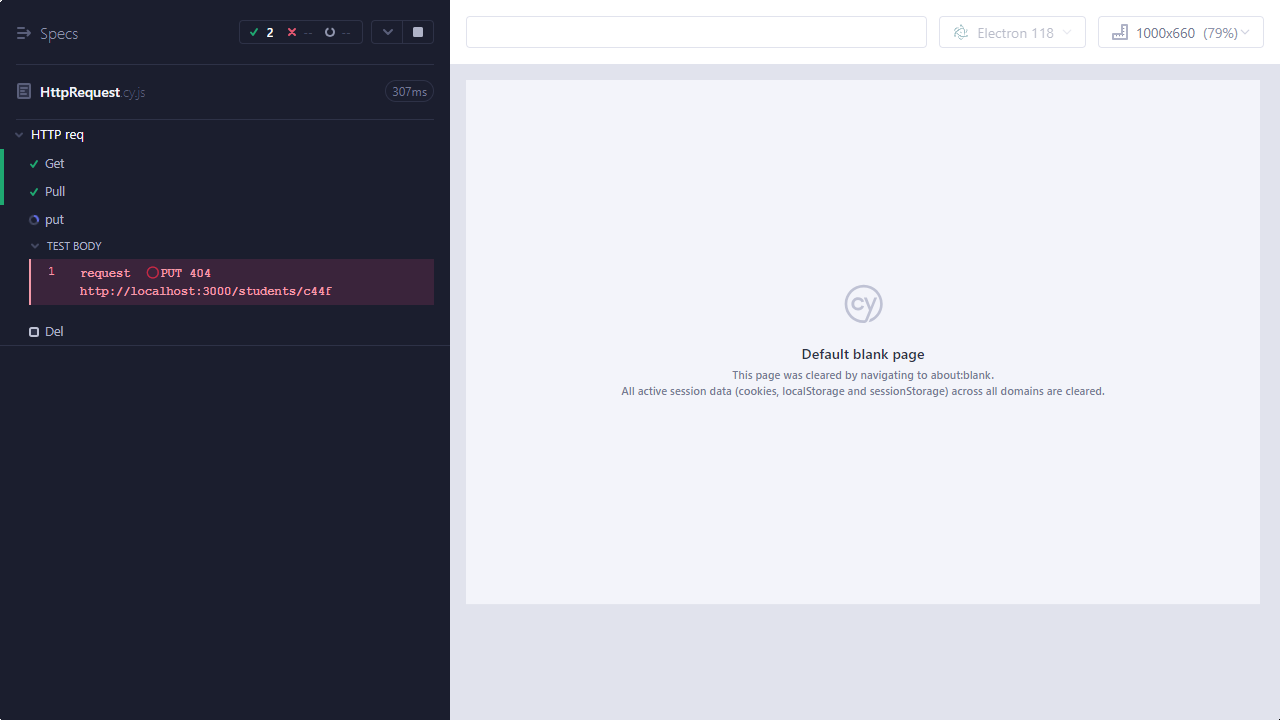 Specs
2 -- --
HttpRequest cy.js
307ms
HTTP req
Get
Pull
put
TEST BODY
1 request PUT 404
http://localhost:3000/students/c44f
Del
Electron 118
1000x660 (79%)
cy
Default blank page
This page was cleared by navigating to about:blank.
All active session data (cookies, localStorage and sessionStorage) across all domains are cleared.